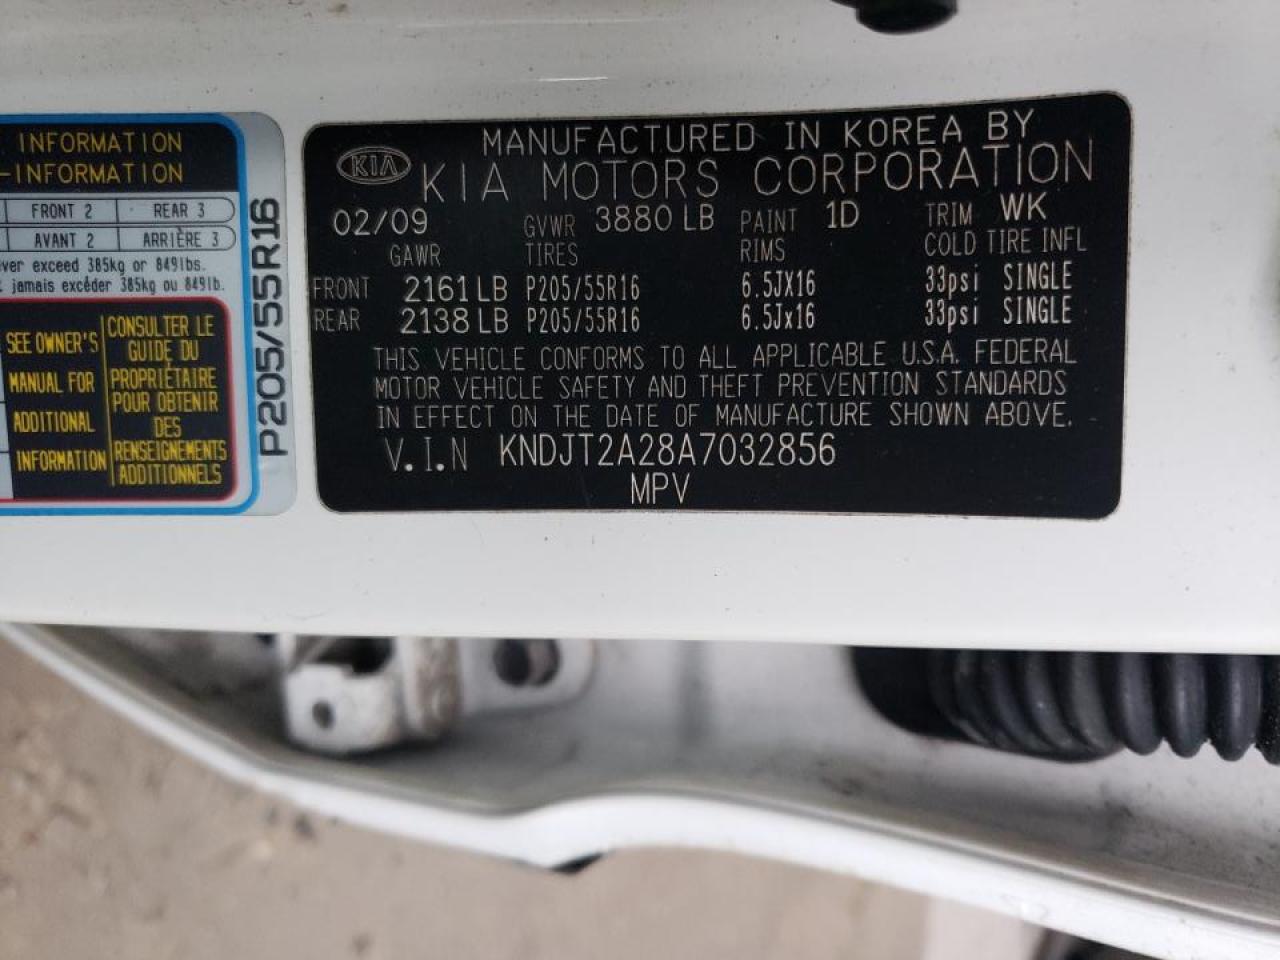 INFORMATION
-INFORMATION
FRONT 2 REAR 3
AVANT 2 ARRIÈRE 3
ver exceed 385kg or 849lbs.
jamais excéder 385kg ou 849lb.
SEE OWNER'S
MANUAL FOR
ADDITIONAL
INFORMATION
CONSULTER LE
GUIDE DU
PROPRIÉTAIRE
POUR OBTENIR
DES
RENSEIGNEMENTS
ADDITIONNELS
P205/55R16
MANUFACTURED IN KOREA BY
KIA KIA MOTORS CORPORATION
02/09 GVWR 3880 LB PAINT 1D TRIM WK
GAWR TIRES RIMS COLD TIRE INFL
FRONT 2161 LB P205/55R16 6.5JX16 33psi SINGLE
REAR 2138 LB P205/55R16 6.5Jx16 33psi SINGLE
THIS VEHICLE CONFORMS TO ALL APPLICABLE U.S.A. FEDERAL
MOTOR VEHICLE SAFETY AND THEFT PREVENTION STANDARDS
IN EFFECT ON THE DATE OF MANUFACTURE SHOWN ABOVE.
V.I.N KNDJT2A28A7032856
MPV